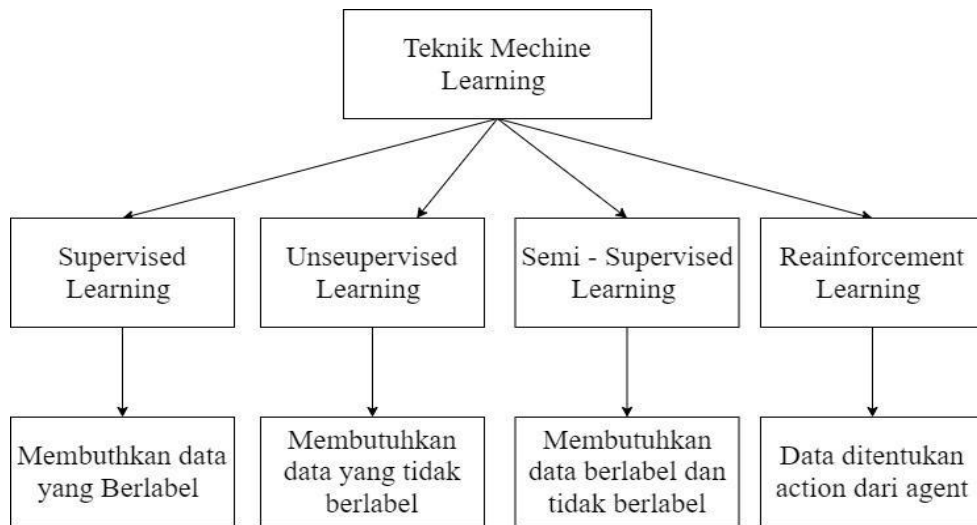 Teknik Mechine
Learning
Supervised
Learning
Unseupervised
Learning
Semi - Supervised
Learning
Reainforcement
Learning
Membuthkan data
yang Berlabel
Membutuhkan
data yang tidak
berlabel
Membutuhkan
data berlabel dan
tidak berlabel
Data ditentukan
action dari agent